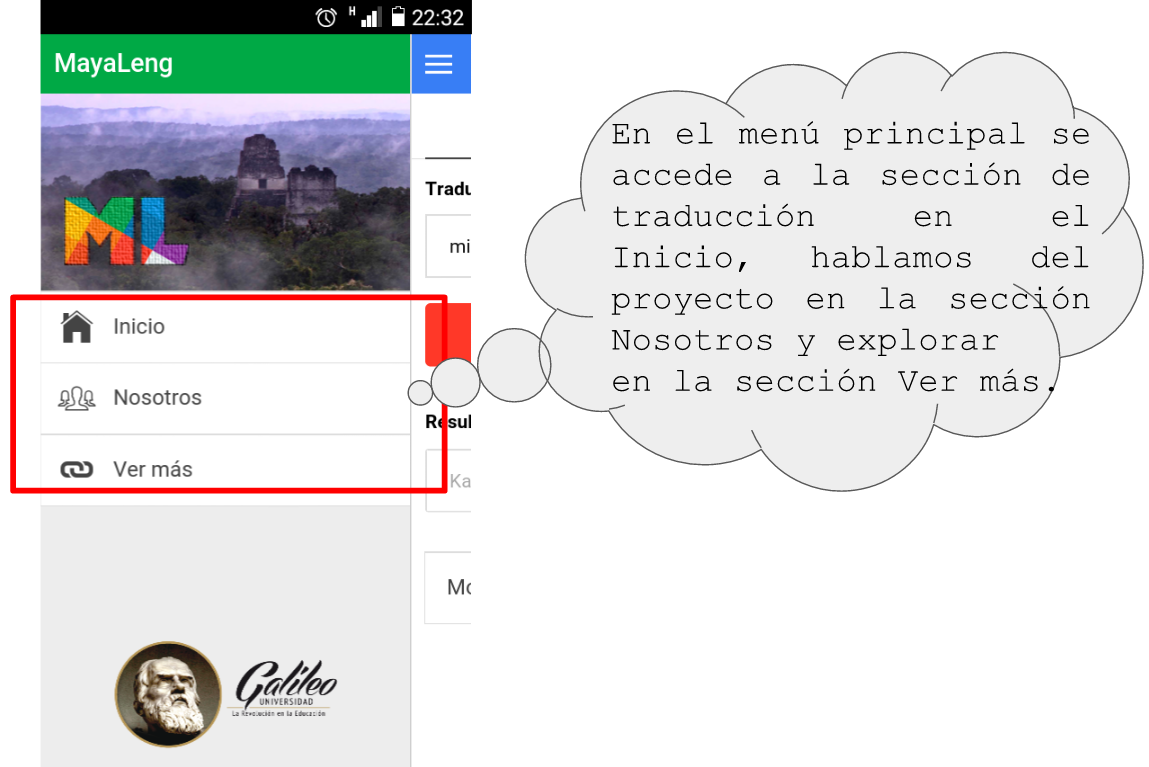 H 22:32
MayaLeng
ML
Inicio
Nosotros
Ver más
Galileo
UNIVERSIDAD
La Revolución en la Educación
Tradu
mi
Resul
Ka
Mo
En el menú principal se
accede a la sección de
traducción en el
Inicio, hablamos del
proyecto en la sección
Nosotros y explorar
en la sección Ver más.